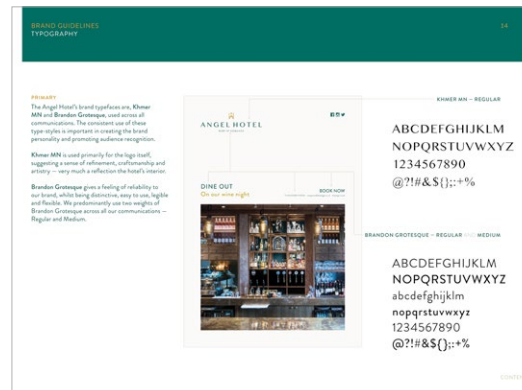 BRAND GUIDELINES
TYPOGRAPHY
24
PRIMARY
The Angel Hotel's brand typefaces are, Khmer
MN and Brandon Grotesque, used across all
communications. The consistent use of these
type-styles is important in creating the brand
personality and promoting audience recognition.
Khmer MN is used primarily for the logo itself,
suggesting a sense of refinement, craftsmanship and
artistry — very much a reflection the hotel's interior.
Brandon Grotesque gives a feeling of reliability to
our brand, whilst being distinctive, easy to use, legible
and flexible. We predominantly use two weights of
Brandon Grotesque across all our communications —
Regular and Medium.
ANGEL HOTEL
DINE OUT
On our wine night
BOOK NOW
KHMER MN – REGULAR
ABCDEFGHIJKLM
NOPQRSTUVWXYZ
1234567890
@?!#&${};:+%
BRANDON GROTESQUE – REGULAR AND MEDIUM
ABCDEFGHIJKLM
NOPQRSTUVWXYZ
abcdefghijklm
nopqrstuvwxyz
1234567890
@?!#&${};:+%